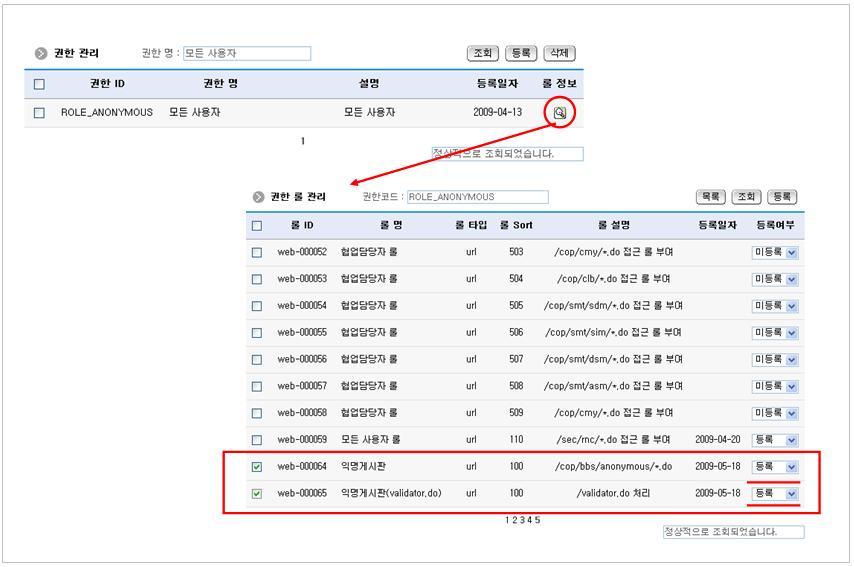 권한 관리 권한 명 : 모든 사용자 조회 등록 삭제
권한 ID 권한 명 설명 등록일자 롤 정보
ROLE_ANONYMOUS 모든 사용자 모든 사용자 2009-04-13
1
정상적으로 조회되었습니다.
권한 롤 관리 권한코드 : ROLE_ANONYMOUS 목록 조회 등록
롤 ID 롤 명 롤 타입 롤 Sort 롤 설명 등록일자 등록여부
web-000052 협업담당자 롤 url 503 /cop/cmy/*.do 접근 롤 부여 미등록
web-000053 협업담당자 롤 url 504 /cop/clb/*.do 접근 롤 부여 미등록
web-000054 협업담당자 롤 url 505 /cop/smt/sdm/*.do 접근 롤 부여 미등록
web-000055 협업담당자 롤 url 506 /cop/smt/sim/*.do 접근 롤 부여 미등록
web-000056 협업담당자 롤 url 507 /cop/smt/dsm/*.do 접근 롤 부여 미등록
web-000057 협업담당자 롤 url 508 /cop/smt/asm/*.do 접근 롤 부여 미등록
web-000058 협업담당자 롤 url 509 /cop/cmy/*.do 접근 롤 부여 미등록
web-000059 모든 사용자 롤 url 110 /sec/rnc/*.do 접근 롤 부여 2009-04-20 등록
web-000064 익명게시판 url 100 /cop/bbs/anonymous/*.do 2009-05-18 등록
web-000065 익명게시판(validator.do) url 100 /validator.do 처리 2009-05-18 등록
1 2 3 4 5
정상적으로 조회되었습니다.